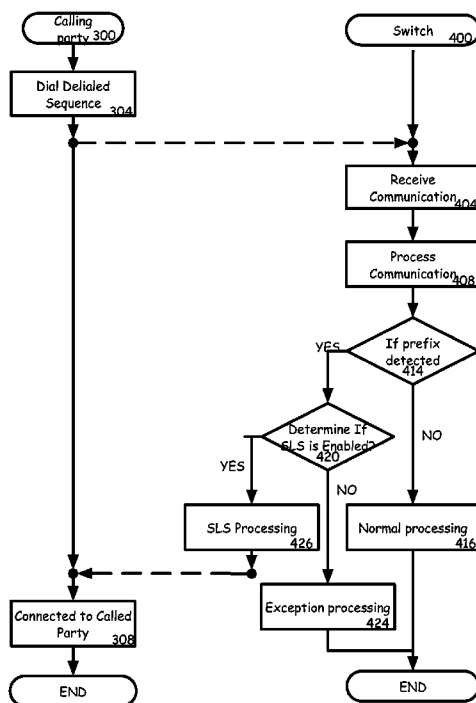 Calling
party 300
Switch
400
Dial Delialed
Sequence
304
Receive
Communication
404
Process
Communication
408
If prefix
detected
414
YES
NO
Determine If
SLS is Enabled?
420
YES
NO
SLS Processing
426
Normal processing
416
Exception processing
424
Connected to Called
Party
308
END
END